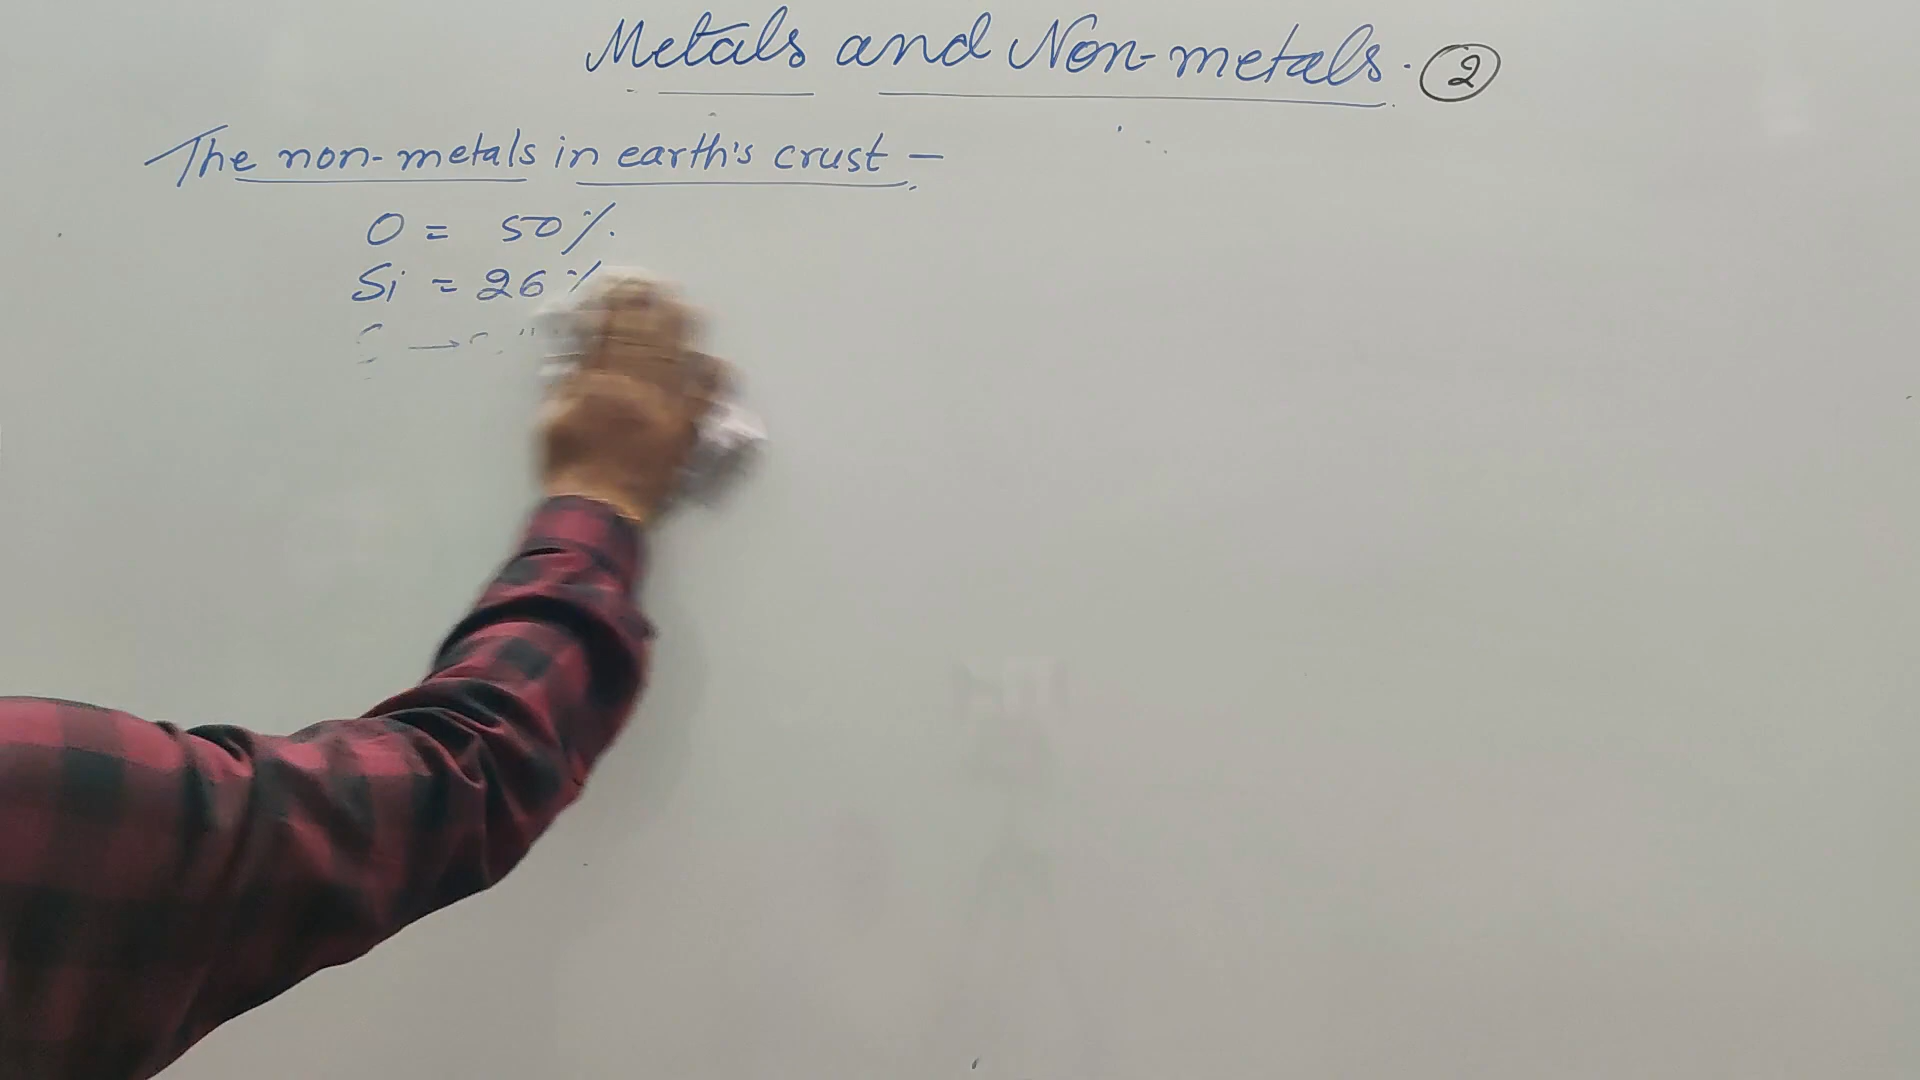 Metals and Non-metals. 2
The non-metals in earth's crust -
O = 50%.
Si = 26%